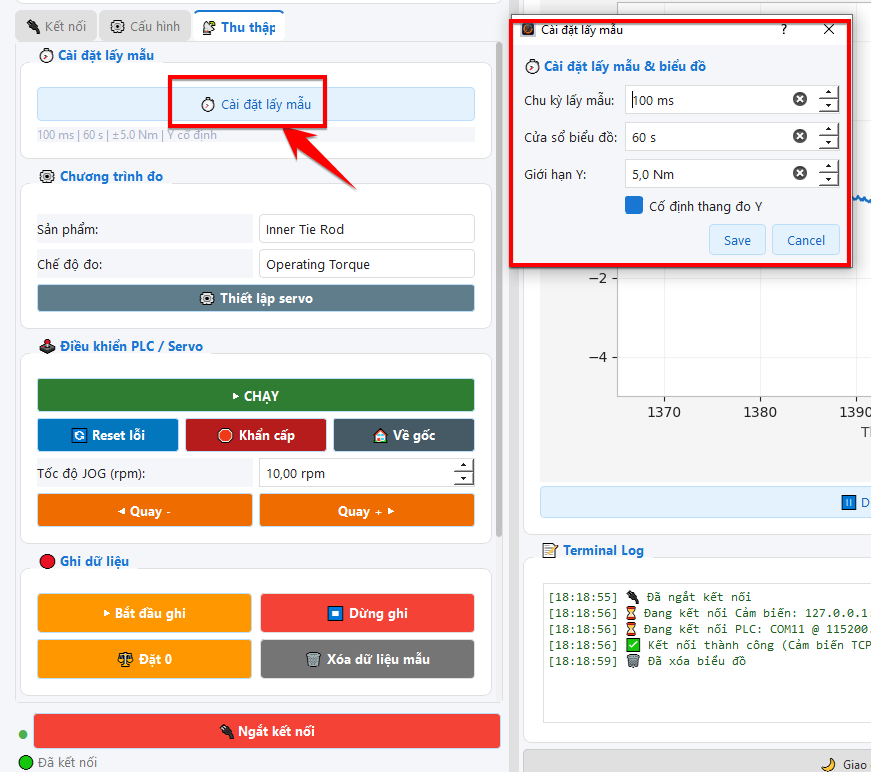 Kết nối
Cấu hình
Thu thập
Cài đặt lấy mẫu
Cài đặt lấy mẫu
100 ms | 60 s | ±5.0 Nm | Y cố định
Chương trình đo
Sản phẩm:
Inner Tie Rod
Chế độ đo:
Operating Torque
Thiết lập servo
Điều khiển PLC / Servo
CHẠY
Reset lỗi
Khẩn cấp
Về gốc
Tốc độ JOG (rpm):
10,00 rpm
Quay -
Quay +
Ghi dữ liệu
Bắt đầu ghi
Dừng ghi
Đặt 0
Xóa dữ liệu mẫu
Ngắt kết nối
Đã kết nối
Cài đặt lấy mẫu
?
Cài đặt lấy mẫu & biểu đồ
Chu kỳ lấy mẫu:
100 ms
Cửa sổ biểu đồ:
60 s
Giới hạn Y:
5,0 Nm
Cố định thang đo Y
Save
Cancel
−2
−4
1370
1380
1390
Terminal Log
[18:18:55] Đã ngắt kết nối
[18:18:56] Đang kết nối Cảm biến: 127.0.0.1:
[18:18:56] Đang kết nối PLC: COM11 @ 115200.
[18:18:56] Kết nối thành công (Cảm biến TCP
[18:18:59] Đã xóa biểu đồ
Giao